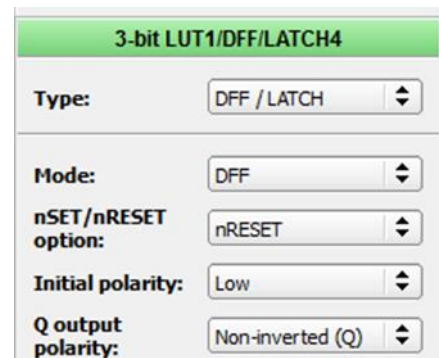 3-bit LUT1/DFF/LATCH4
Type: DFF / LATCH
Mode: DFF
nSET/nRESET
option: nRESET
Initial polarity: Low
Q output
polarity: Non-inverted (Q)